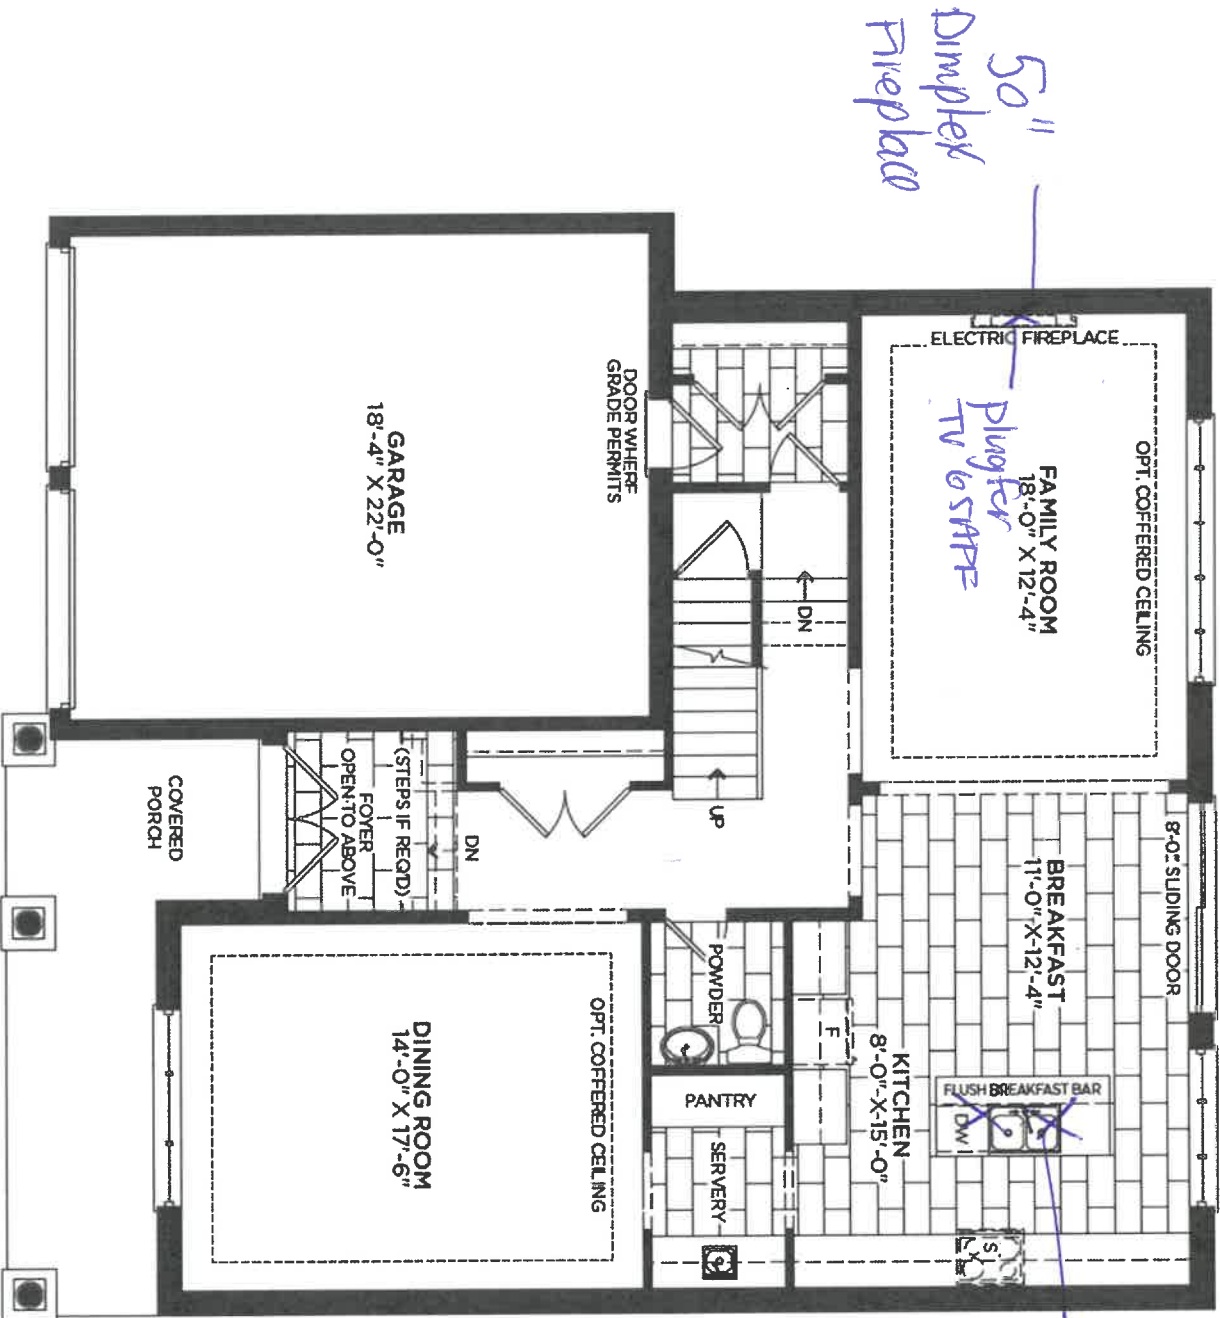 50"
Dimplex
Fireplace
ELECTRIC FIREPLACE
OPT. COFFERED CEILING
FAMILY ROOM
18'-0" X 12'-4"
plug for
TV 65"
DOOR WHERE
GRADE PERMITS
GARAGE
18'-4" X 22'-0"
DN
UP
8'-0" SLIDING DOOR
BREAKFAST
11'-0"-X-12'-4"
COVERED
PORCH
(STEPS IF REQ'D)
FOYER
OPEN TO ABOVE
DN
POWDER
F
KITCHEN
8'-0"-X-15'-0"
FLUSH BREAKFAST BAR
DW
PANTRY
SERVERY
OPT. COFFERED CEILING
DINING ROOM
14'-0" X 17'-6"